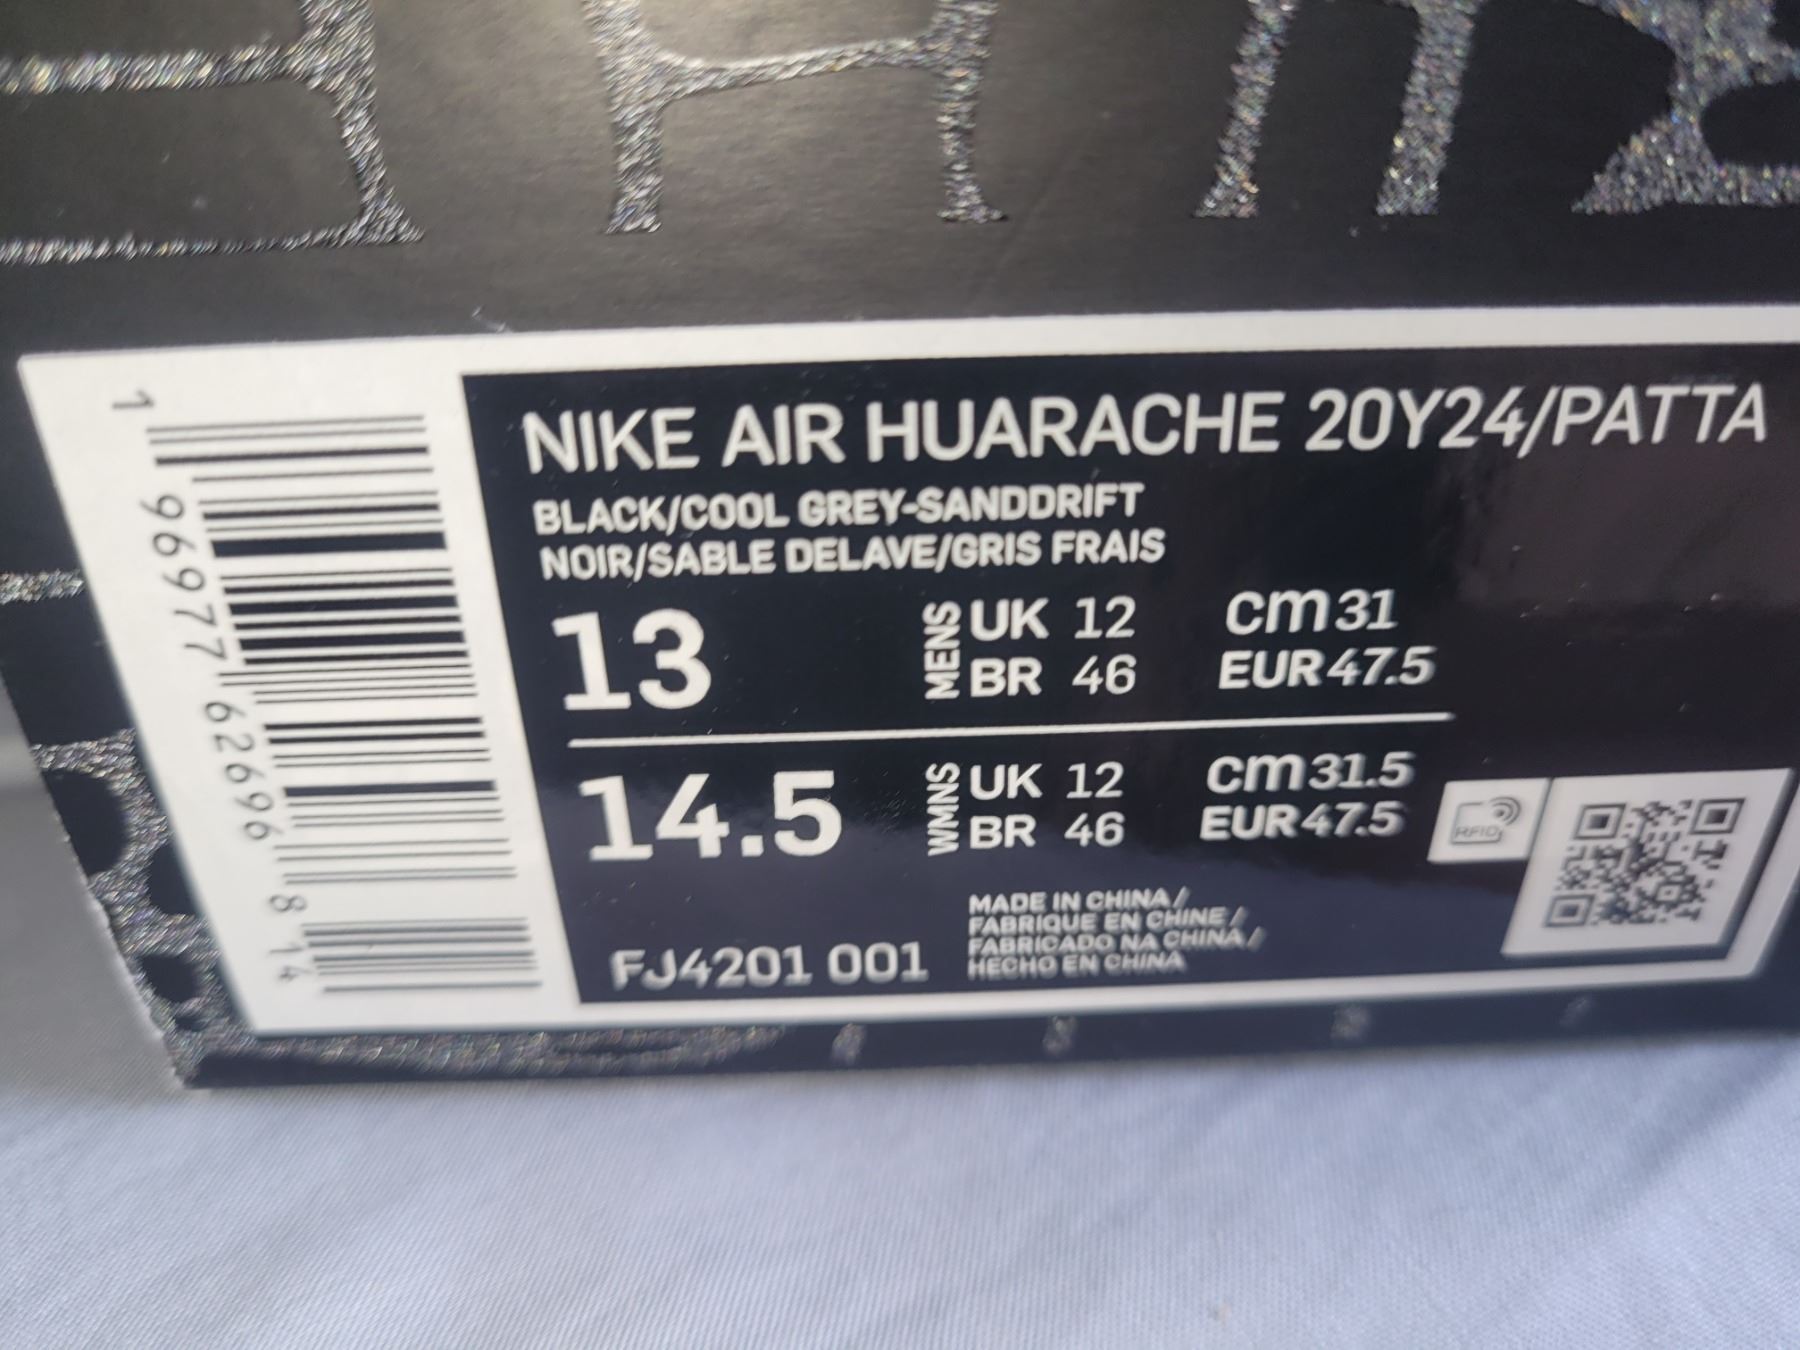 NIKE AIR HUARACHE 20Y24/PATTA
BLACK/COOL GREY-SANDDRIFT
NOIR/SABLE DELAVE/GRIS FRAIS
13 MENS UK 12 cm 31
BR 46 EUR 47.5
14.5 WMNS UK 12 cm 31.5
BR 46 EUR 47.5
FJ4201 001
MADE IN CHINA /
FABRIQUE EN CHINE /
FABRICADO NA CHINA /
HECHO EN CHINA
RFID
1 96977 62696 814